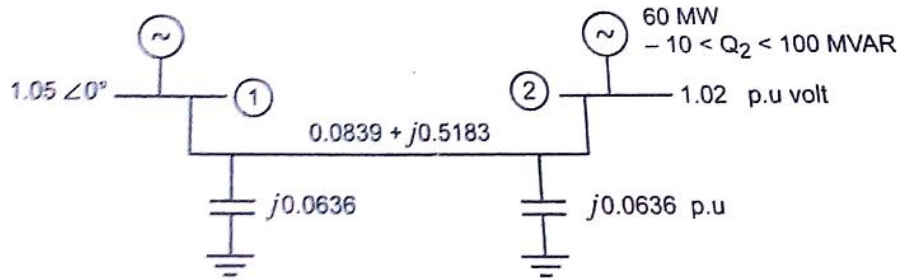 ~
~
60 MW
– 10 < Q₂ < 100 MVAR
1.05 ∠0°
1
2
1.02 p.u volt
0.0839 + j0.5183
j0.0636
j0.0636 p.u